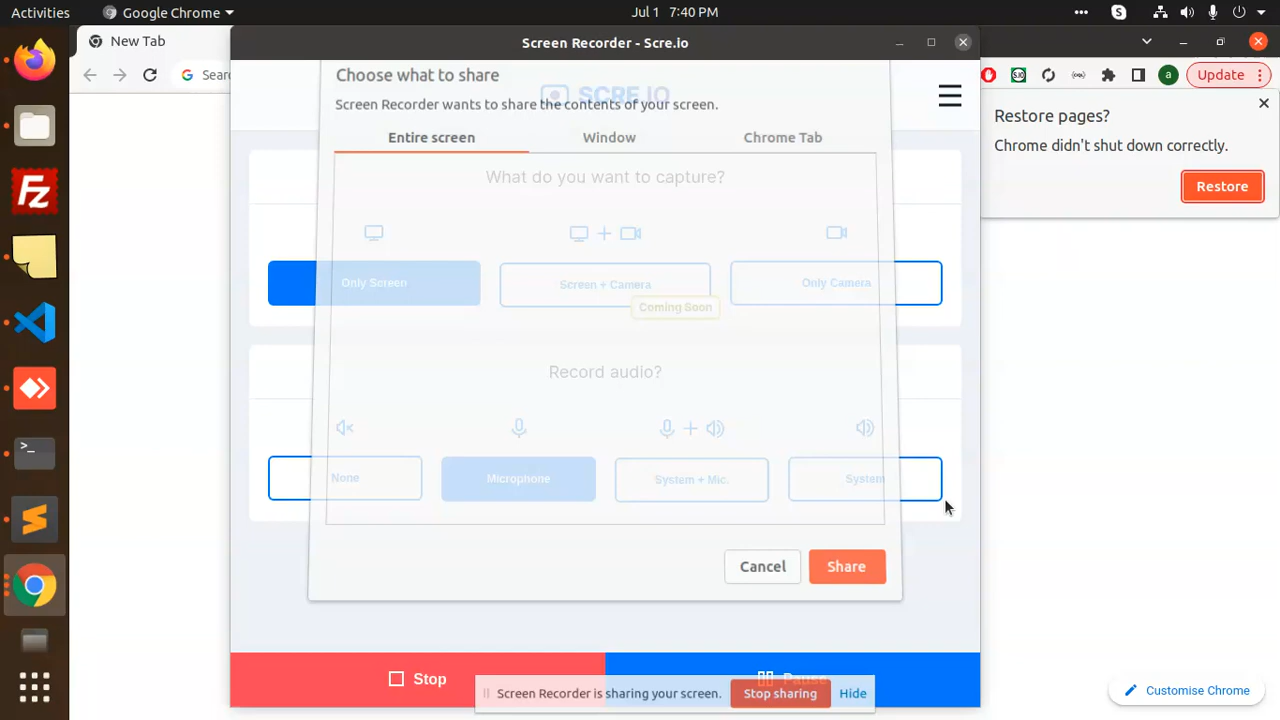 Activities
Google Chrome
Jul 1 7:40 PM
New Tab
Screen Recorder - Scre.io
Sear
a
Update
Choose what to share
SCRE.IO
Screen Recorder wants to share the contents of your screen.
Entire screen
Window
Chrome Tab
Restore pages?
Chrome didn't shut down correctly.
Restore
What do you want to capture?
Only Screen
Screen + Camera
Only Camera
Coming Soon
Record audio?
None
Microphone
System + Mic.
System
Cancel
Share
Stop
Pause
Screen Recorder is sharing your screen.
Stop sharing
Hide
Customise Chrome